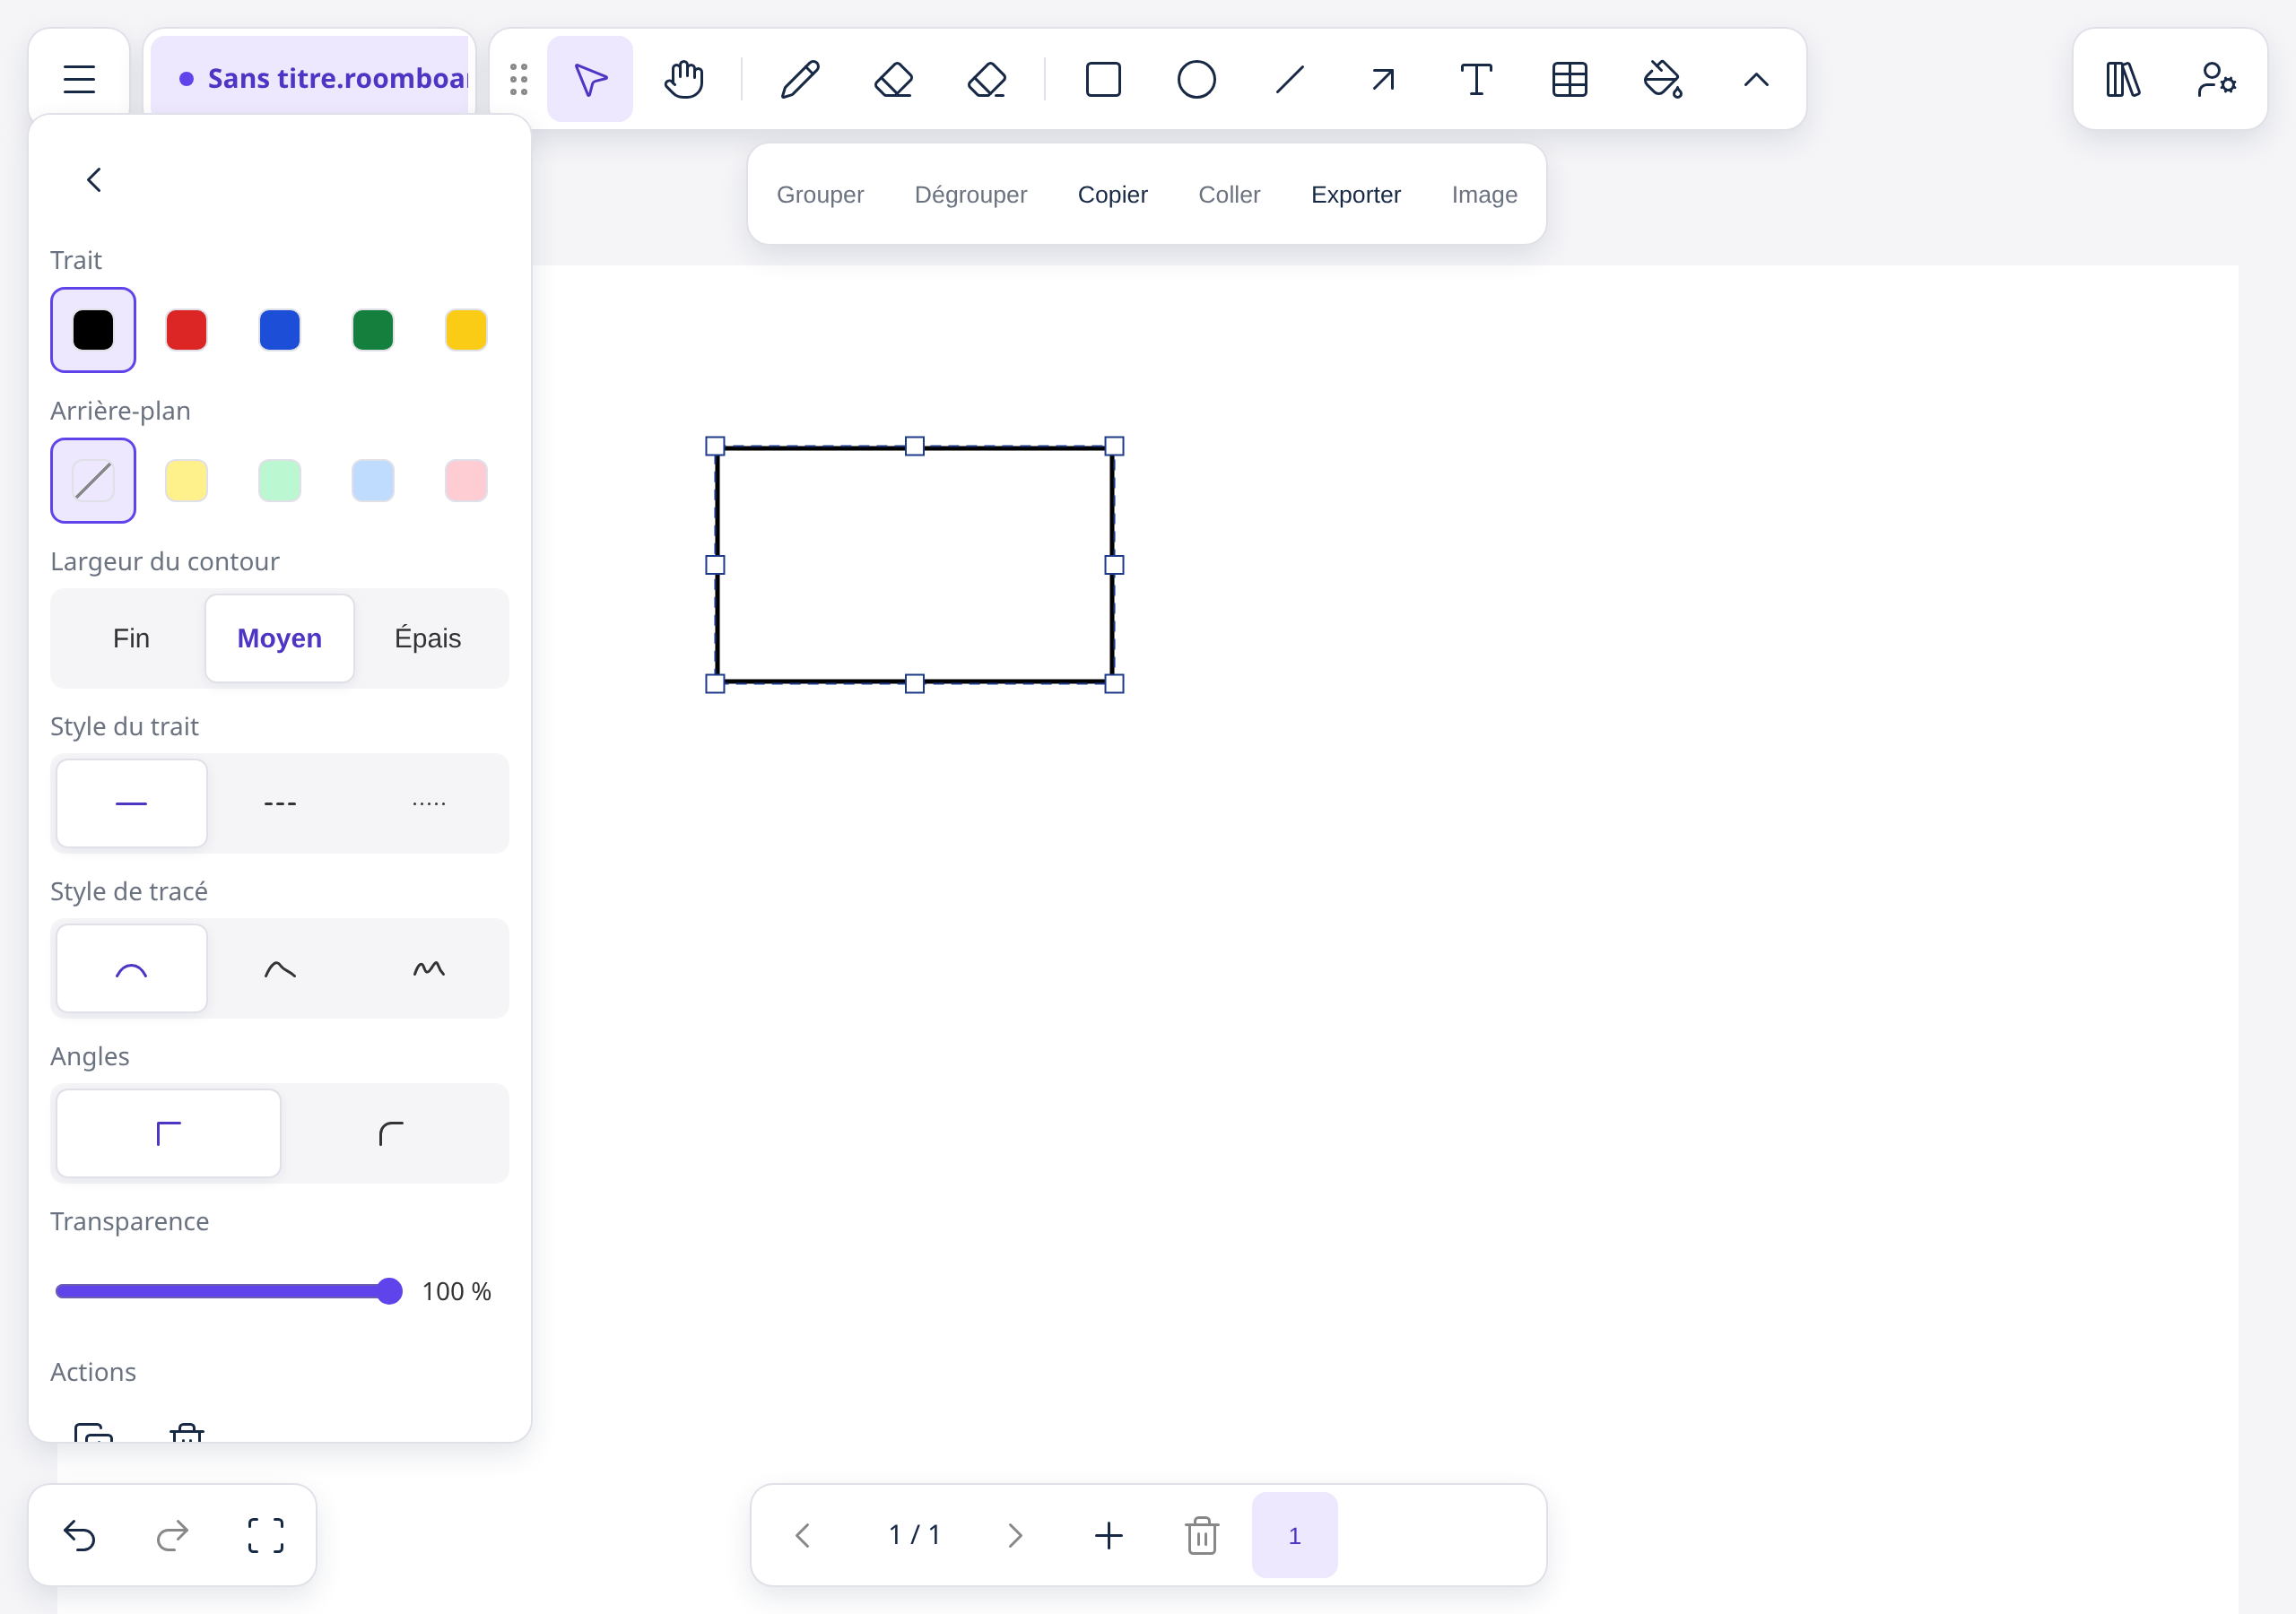 Sans titre.roomboar
Grouper Dégrouper Copier Coller Exporter Image
Trait
Arrière-plan
Largeur du contour
Fin Moyen Épais
Style du trait
Style de tracé
Angles
Transparence
100 %
Actions
1 / 1 1